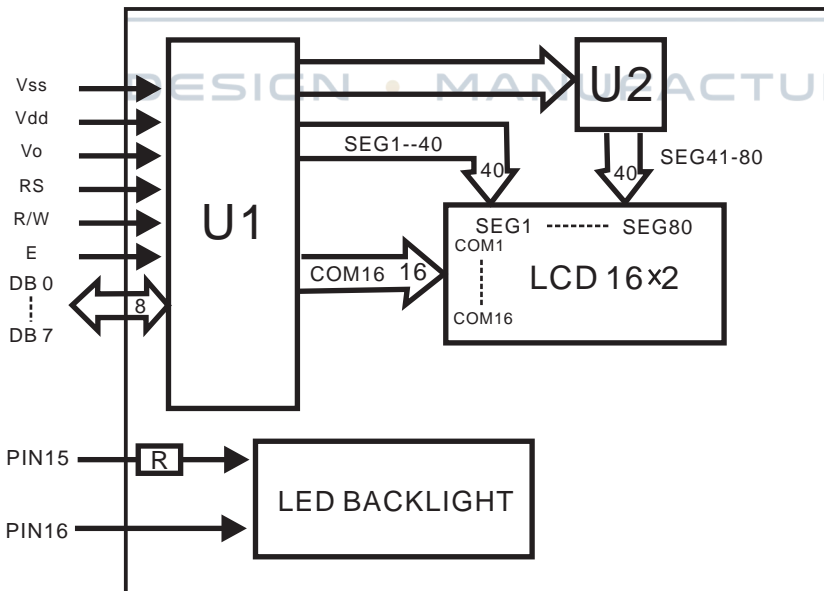 DESIGN • MANUFACTU
Vss
Vdd
Vo
RS
R/W
E
DB 0
DB 7
8
U1
U2
SEG1--40
40
SEG41-80
40
COM16 16
SEG1 SEG80
COM1
COM16
LCD 16×2
PIN15
R
PIN16
LED BACKLIGHT